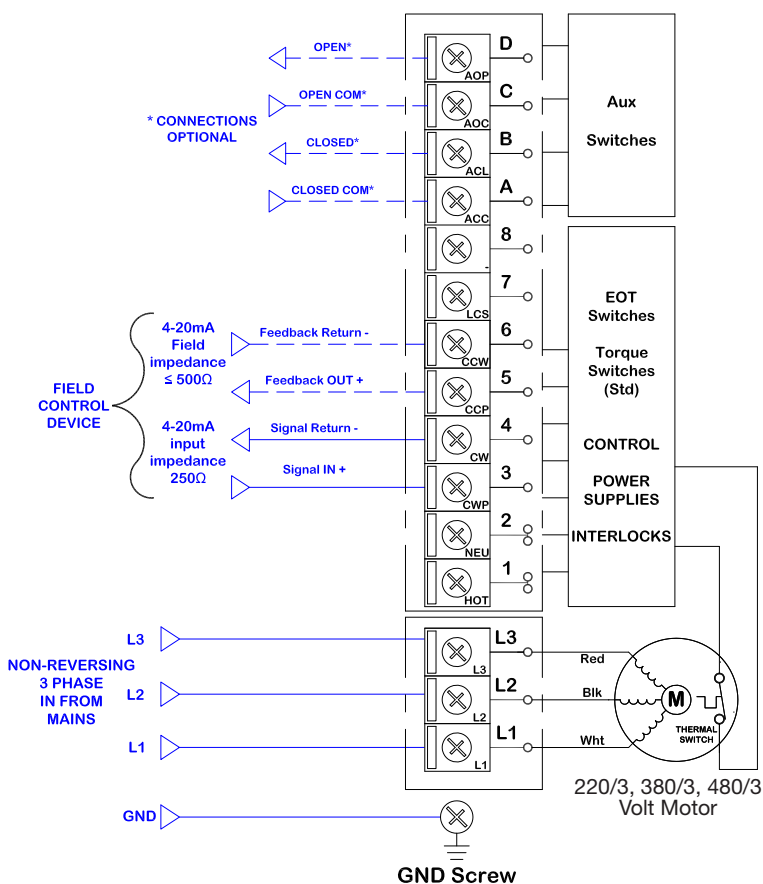 OPEN*
D
AOP
OPEN COM*
C
AOC
* CONNECTIONS
OPTIONAL
CLOSED*
B
ACL
CLOSED COM*
A
ACC
Aux
Switches
8
-
7
LCS
EOT
Switches
Torque
Switches
(Std)
CONTROL
POWER
SUPPLIES
INTERLOCKS
FIELD
CONTROL
DEVICE
4-20mA
Field
impedance
≤ 500Ω
Feedback Return -
6
CCW
Feedback OUT +
5
CCP
4-20mA
input
impedance
250Ω
Signal Return -
4
CW
Signal IN +
3
CWP
2
NEU
1
HOT
NON-REVERSING
3 PHASE
IN FROM
MAINS
L3
L3
L3
Red
L2
L2
L2
Blk
L1
L1
L1
Wht
M
THERMAL
SWITCH
220/3, 380/3, 480/3
Volt Motor
GND
GND Screw